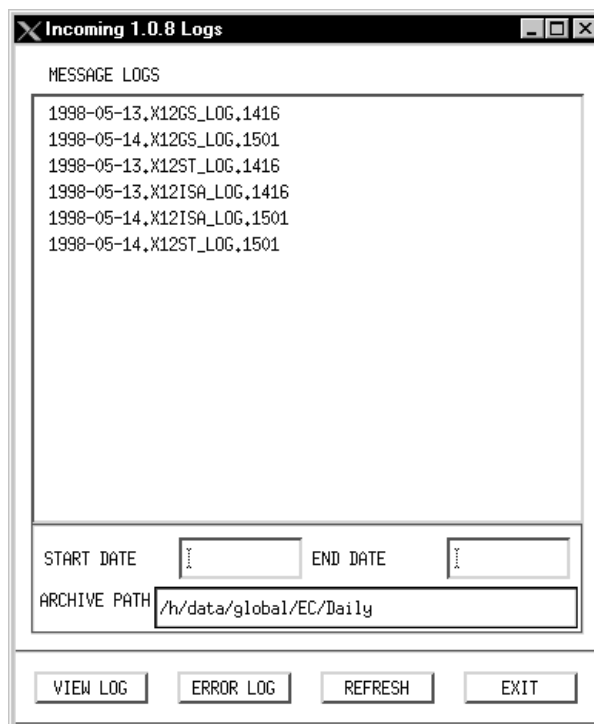 Incoming 1.0.8 Logs
MESSAGE LOGS
1998-05-13.X12GS_LOG.1416
1998-05-14.X12GS_LOG.1501
1998-05-13.X12ST_LOG.1416
1998-05-13.X12ISA_LOG.1416
1998-05-14.X12ISA_LOG.1501
1998-05-14.X12ST_LOG.1501
START DATE END DATE
ARCHIVE PATH /h/data/global/EC/Daily
VIEW LOG ERROR LOG REFRESH EXIT